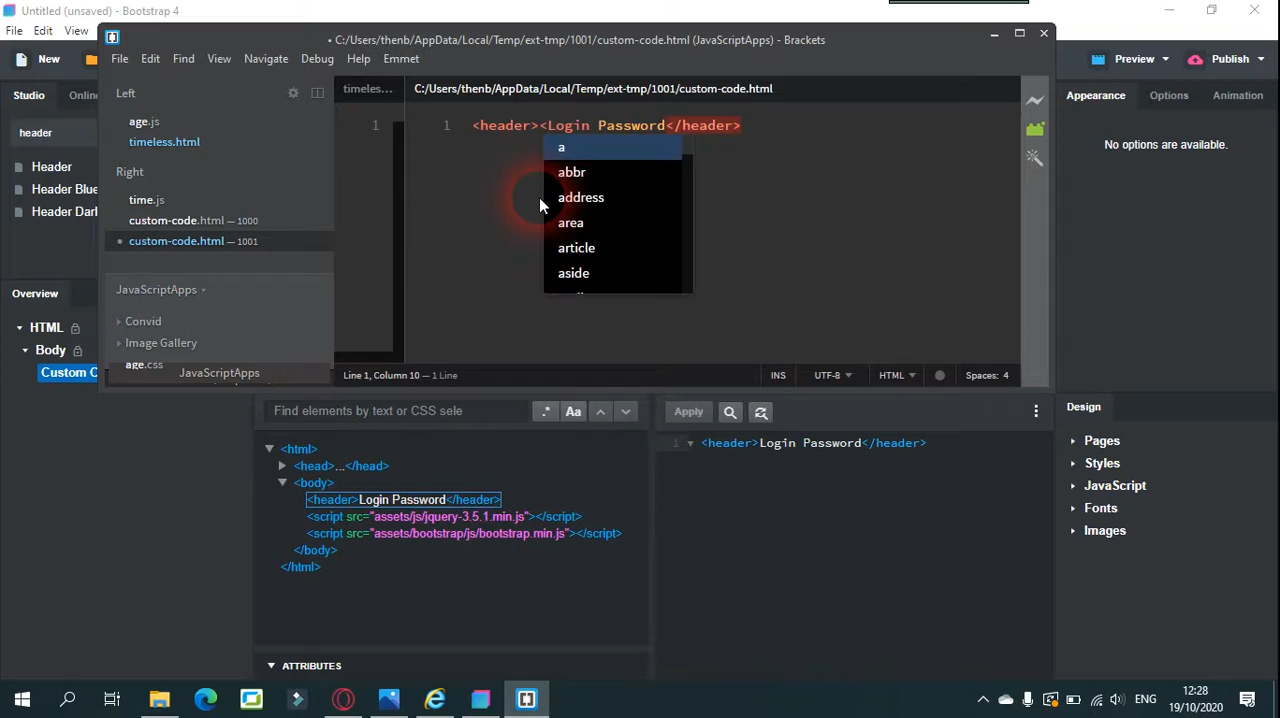 Untitled (unsaved) - Bootstrap 4
File Edit View
New
Preview
Publish
Studio
Online
header
Header
Header Blue
Header Dark
Overview
HTML
Body
Custom C
• C:/Users/thenb/AppData/Local/Temp/ext-tmp/1001/custom-code.html (JavaScriptApps) - Brackets
File Edit Find View Navigate Debug Help Emmet
Left
age.js
timeless.html
Right
time.js
custom-code.html — 1000
custom-code.html — 1001
JavaScriptApps
Convid
Image Gallery
age.css
JavaScriptApps
timeles...
C:/Users/thenb/AppData/Local/Temp/ext-tmp/1001/custom-code.html
1
1 <header><Login Password</header>
a
abbr
address
area
article
aside
Line 1, Column 10 — 1 Line
INS
UTF-8
HTML
Spaces: 4
Appearance Options Animation
No options are available.
Find elements by text or CSS sele
.* Aa
<html>
<head>...</head>
<body>
<header>Login Password</header>
<script src="assets/js/jquery-3.5.1.min.js"></script>
<script src="assets/bootstrap/js/bootstrap.min.js"></script>
</body>
</html>
ATTRIBUTES
Apply
1 <header>Login Password</header>
Design
Pages
Styles
JavaScript
Fonts
Images
ENG
12:28
19/10/2020